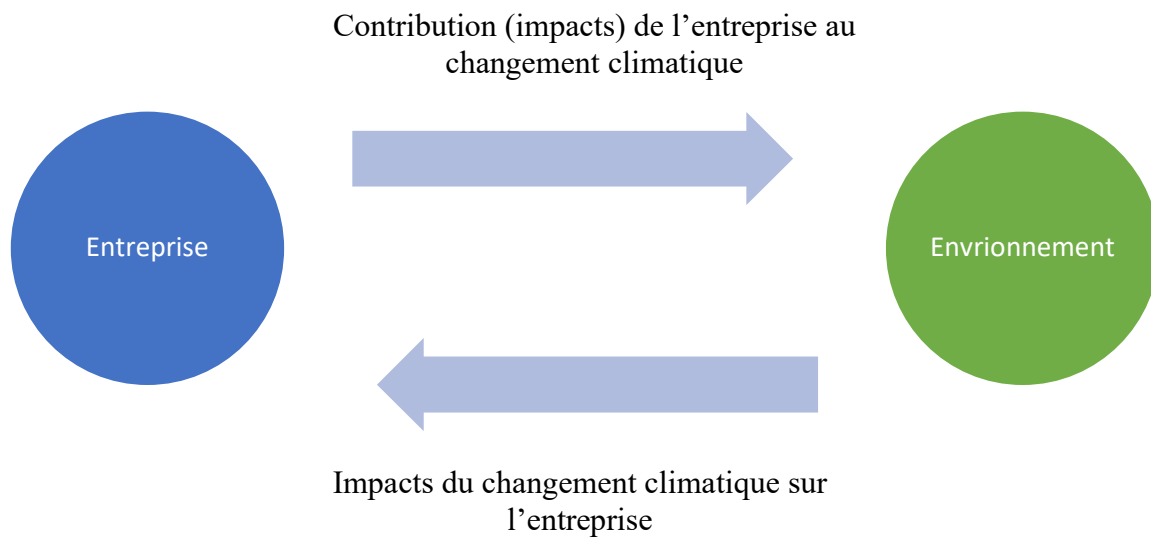 Contribution (impacts) de l’entreprise au
changement climatique
Entreprise
Envrionnement
Impacts du changement climatique sur
l’entreprise